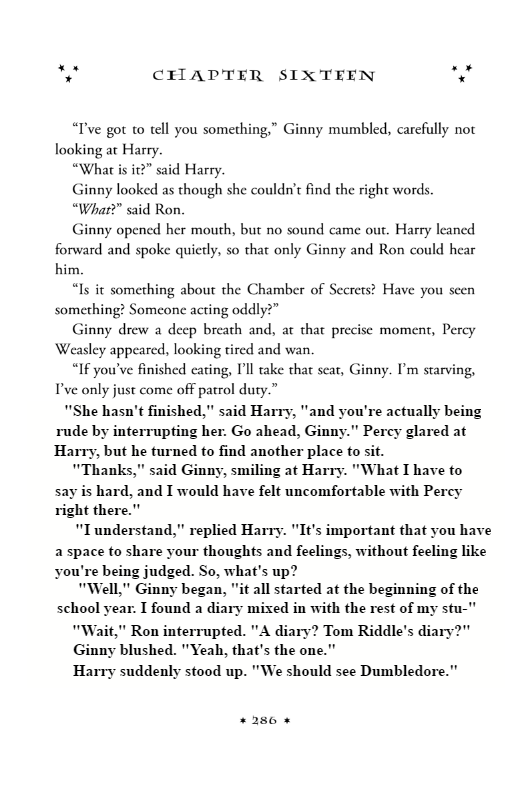 CHAPTER SIXTEEN
“I’ve got to tell you something,” Ginny mumbled, carefully not
looking at Harry.
“What is it?” said Harry.
Ginny looked as though she couldn’t find the right words.
“What?” said Ron.
Ginny opened her mouth, but no sound came out. Harry leaned
forward and spoke quietly, so that only Ginny and Ron could hear
him.
“Is it something about the Chamber of Secrets? Have you seen
something? Someone acting oddly?”
Ginny drew a deep breath and, at that precise moment, Percy
Weasley appeared, looking tired and wan.
“If you’ve finished eating, I’ll take that seat, Ginny. I’m starving,
I’ve only just come off patrol duty.”
"She hasn't finished," said Harry, "and you're actually being
rude by interrupting her. Go ahead, Ginny." Percy glared at
Harry, but he turned to find another place to sit.
"Thanks," said Ginny, smiling at Harry. "What I have to
say is hard, and I would have felt uncomfortable with Percy
right there."
"I understand," replied Harry. "It's important that you have
a space to share your thoughts and feelings, without feeling like
you're being judged. So, what's up?
"Well," Ginny began, "it all started at the beginning of the
school year. I found a diary mixed in with the rest of my stu-"
"Wait," Ron interrupted. "A diary? Tom Riddle's diary?"
Ginny blushed. "Yeah, that's the one."
Harry suddenly stood up. "We should see Dumbledore."
286